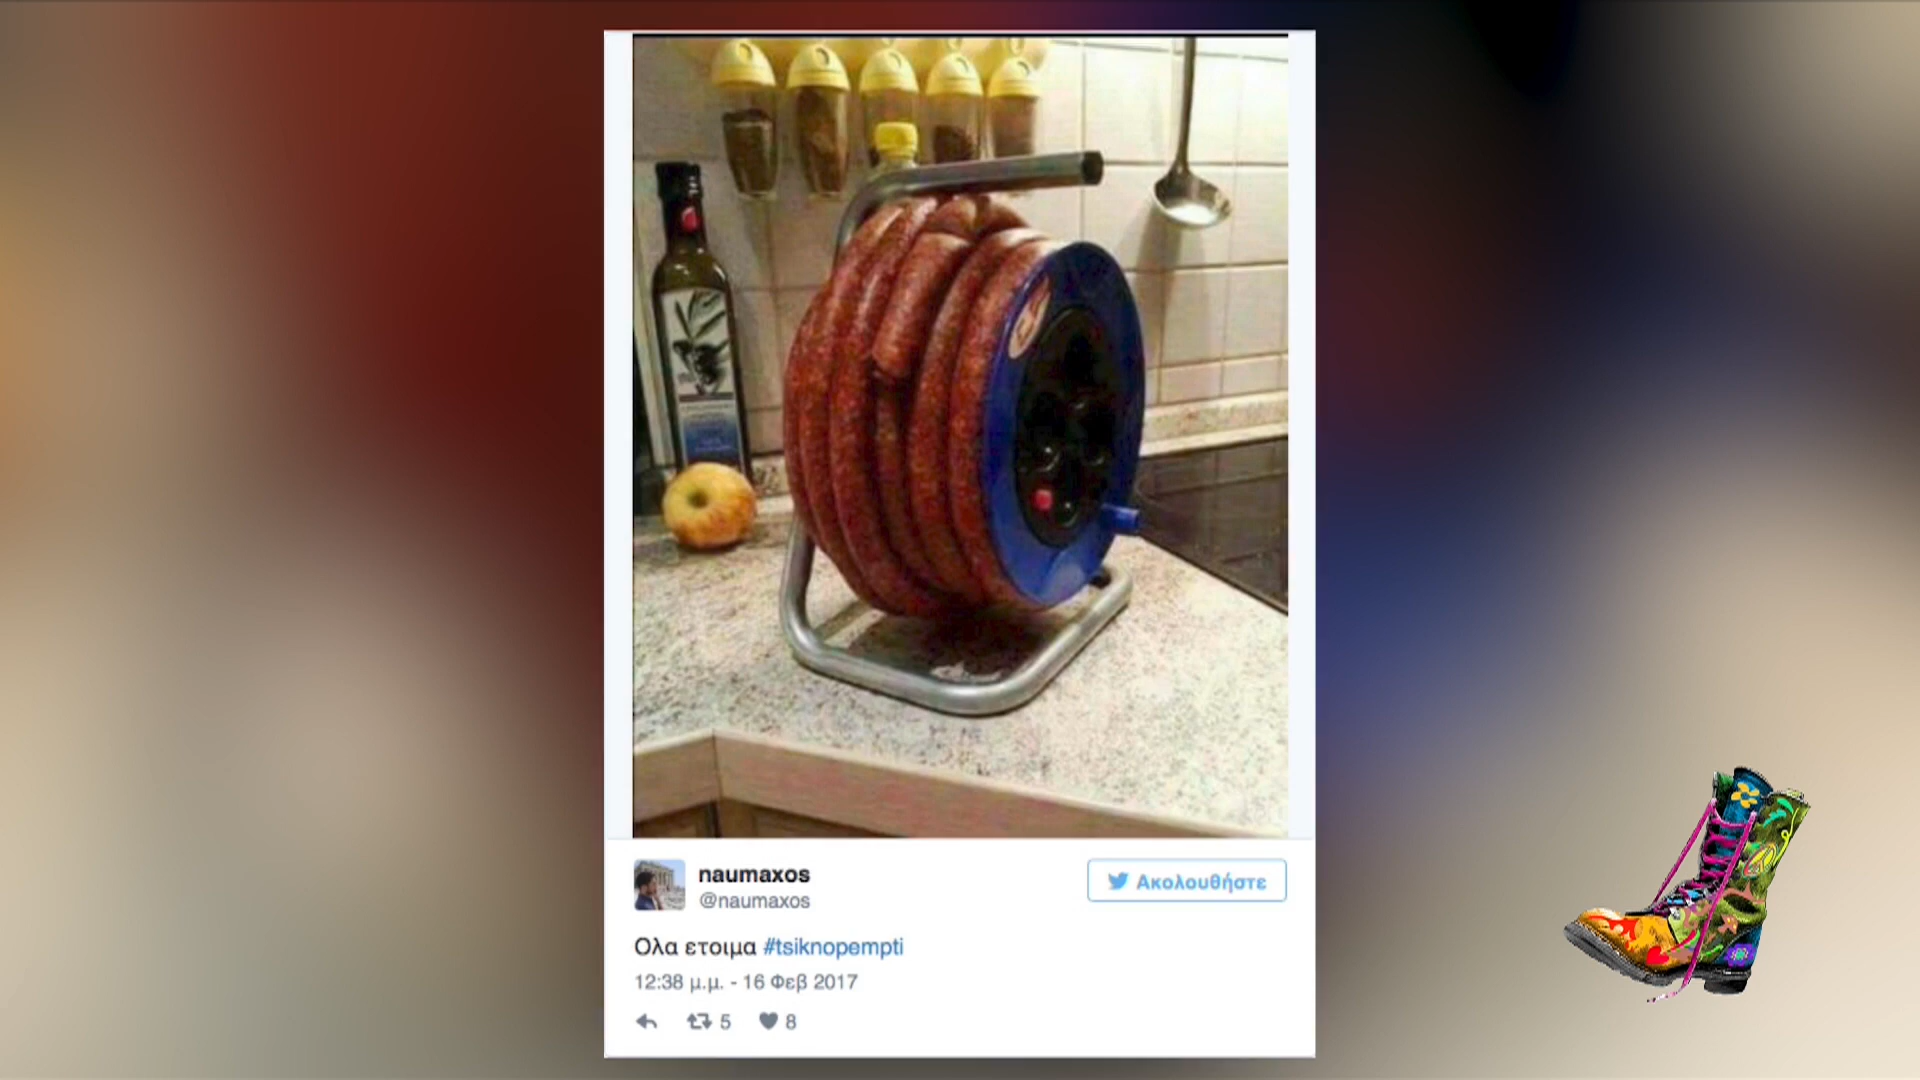 naumaxos
@naumaxos
Ακολουθήστε
Ολα ετοιμα #tsiknopempti
12:38 μ.μ. - 16 Φεβ 2017
5 8